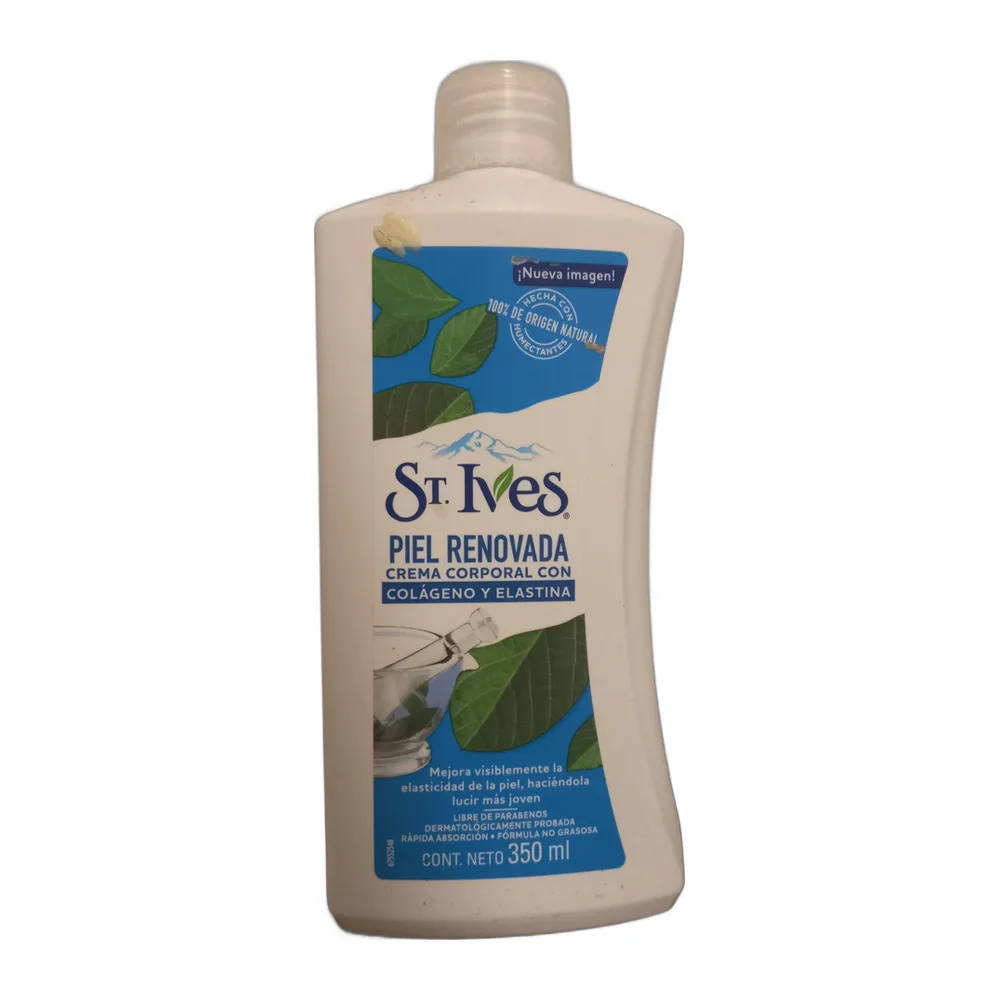 ¡Nueva imagen!
HECHA CON
100% DE ORIGEN NATURAL
HUMECTANTES
ST. IVES®
PIEL RENOVADA
CREMA CORPORAL CON
COLÁGENO Y ELASTINA
Mejora visiblemente la
elasticidad de la piel, haciéndola
lucir más joven
LIBRE DE PARABENOS
DERMATOLÓGICAMENTE PROBADA
RÁPIDA ABSORCIÓN • FÓRMULA NO GRASOSA
CONT. NETO 350 ml